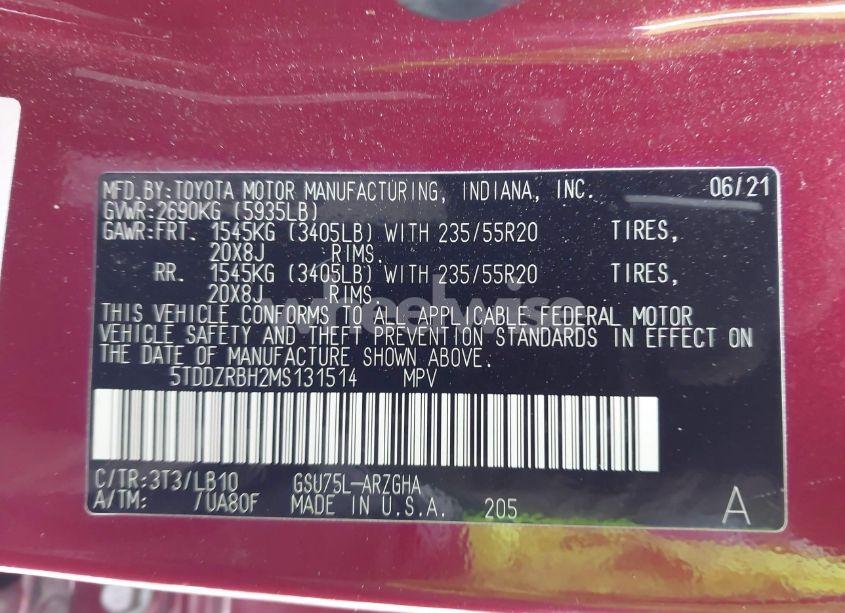 MFD.BY:TOYOTA MOTOR MANUFACTURING, INDIANA, INC. 06/21
GVWR:2690KG (5935LB)
GAWR:FRT. 1545KG (3405LB) WITH 235/55R20 TIRES,
20X8J RIMS.
RR. 1545KG (3405LB) WITH 235/55R20 TIRES,
20X8J RIMS.
wheelwise
THIS VEHICLE CONFORMS TO ALL APPLICABLE FEDERAL MOTOR
VEHICLE SAFETY AND THEFT PREVENTION STANDARDS IN EFFECT ON
THE DATE OF MANUFACTURE SHOWN ABOVE.
5TDDZRBH2MS131514 MPV
C/TR:3T3/LB10 GSU75L-ARZGHA
A/TM: /UA80F MADE IN U.S.A. 205 A